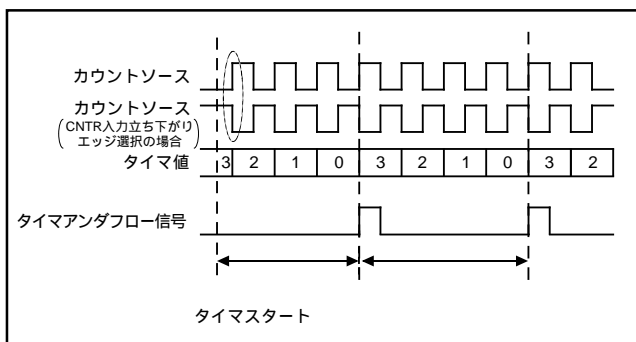 カウントソース
カウントソース
(CNTR入力立ち下がり
エッジ選択の場合)
タイマ値 3 2 1 0 3 2 1 0 3 2
タイマアンダフロー信号
タイマスタート